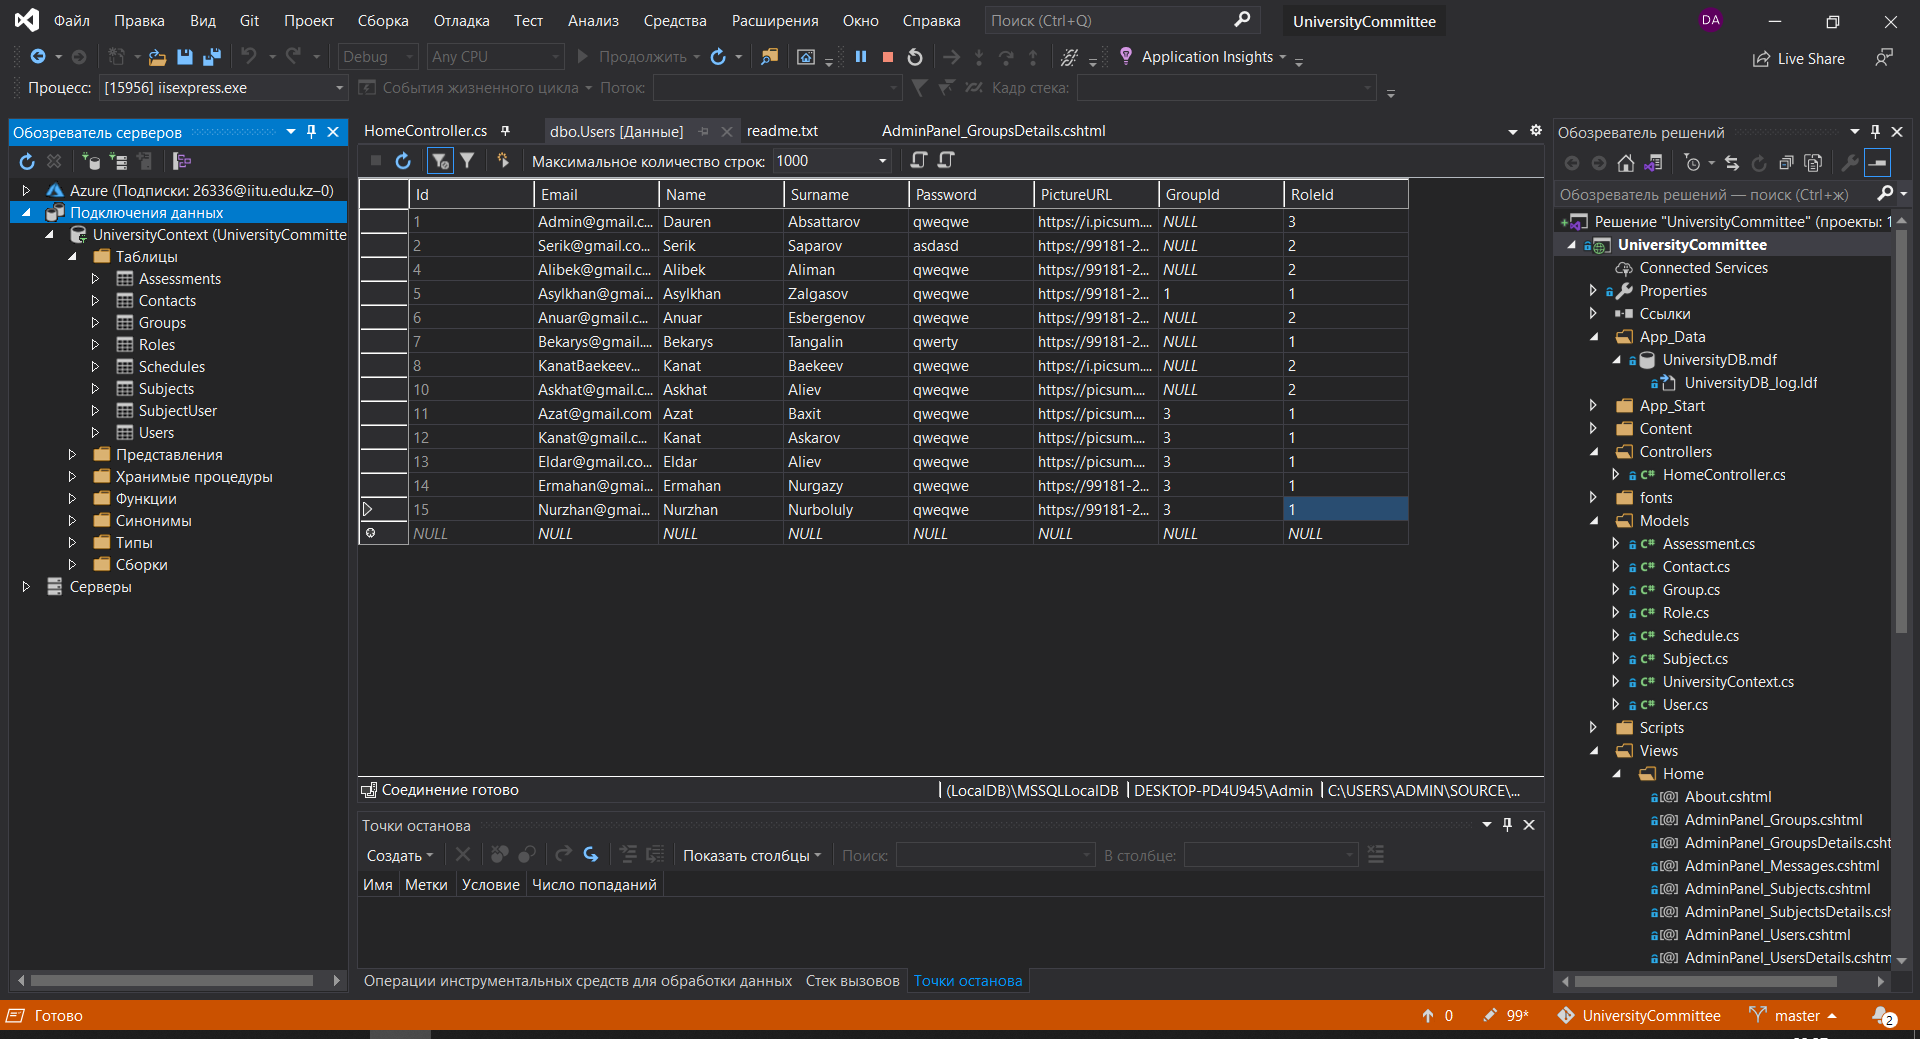 Файл Правка Вид Git Проект Сборка Отладка Тест Анализ Средства Расширения Окно Справка Поиск (Ctrl+Q) UniversityCommittee DA
Debug Any CPU Продолжить Application Insights Live Share
Процесс: [15956] iisexpress.exe События жизненного цикла Поток: Кадр стека:
Обозреватель серверов
Azure (Подписки: 26336@iitu.edu.kz–0)
Подключения данных
UniversityContext (UniversityCommitte
Таблицы
Assessments
Contacts
Groups
Roles
Schedules
Subjects
SubjectUser
Users
Представления
Хранимые процедуры
Функции
Синонимы
Типы
Сборки
Серверы
HomeController.cs dbo.Users [Данные] readme.txt AdminPanel_GroupsDetails.cshtml
Максимальное количество строк: 1000
Id Email Name Surname Password PictureURL GroupId RoleId
1 Admin@gmail.c... Dauren Absattarov qweqwe https://i.picsum... NULL 3
2 Serik@gmail.co... Serik Saparov asdasd https://99181-2... NULL 2
4 Alibek@gmail.c... Alibek Aliman qweqwe https://99181-2... NULL 2
5 Asylkhan@gmai... Asylkhan Zalgasov qweqwe https://99181-2... 1 1
6 Anuar@gmail.c... Anuar Esbergenov qweqwe https://99181-2... NULL 2
7 Bekarys@gmail.... Bekarys Tangalin qwerty https://99181-2... NULL 1
8 KanatBaekeev... Kanat Baekeev qweqwe https://i.picsum... NULL 2
10 Askhat@gmail.c... Askhat Aliev qweqwe https://picsum.... NULL 2
11 Azat@gmail.com Azat Baxit qweqwe https://picsum.... 3 1
12 Kanat@gmail.c... Kanat Askarov qweqwe https://picsum.... 3 1
13 Eldar@gmail.co... Eldar Aliev qweqwe https://picsum.... 3 1
14 Ermahan@gmai... Ermahan Nurgazy qweqwe https://99181-2... 3 1
15 Nurzhan@gmai... Nurzhan Nurboluly qweqwe https://99181-2... 3 1
NULL NULL NULL NULL NULL NULL NULL NULL
Соединение готово (LocalDB)\MSSQLLocalDB DESKTOP-PD4U945\Admin C:\USERS\ADMIN\SOURCE\...
Точки останова
Создать Показать столбцы Поиск: В столбце:
Имя Метки Условие Число попаданий
Операции инструментальных средств для обработки данных Стек вызовов Точки останова
Обозреватель решений
Обозреватель решений — поиск (Ctrl+ж)
Решение "UniversityCommittee" (проекты: 1
UniversityCommittee
Connected Services
Properties
Ссылки
App_Data
UniversityDB.mdf
UniversityDB_log.ldf
App_Start
Content
Controllers
HomeController.cs
fonts
Models
Assessment.cs
Contact.cs
Group.cs
Role.cs
Schedule.cs
Subject.cs
UniversityContext.cs
User.cs
Scripts
Views
Home
About.cshtml
AdminPanel_Groups.cshtml
AdminPanel_GroupsDetails.csht
AdminPanel_Messages.cshtml
AdminPanel_Subjects.cshtml
AdminPanel_SubjectsDetails.csh
AdminPanel_Users.cshtml
AdminPanel_UsersDetails.cshtm
Готово 0 99* UniversityCommittee master 2